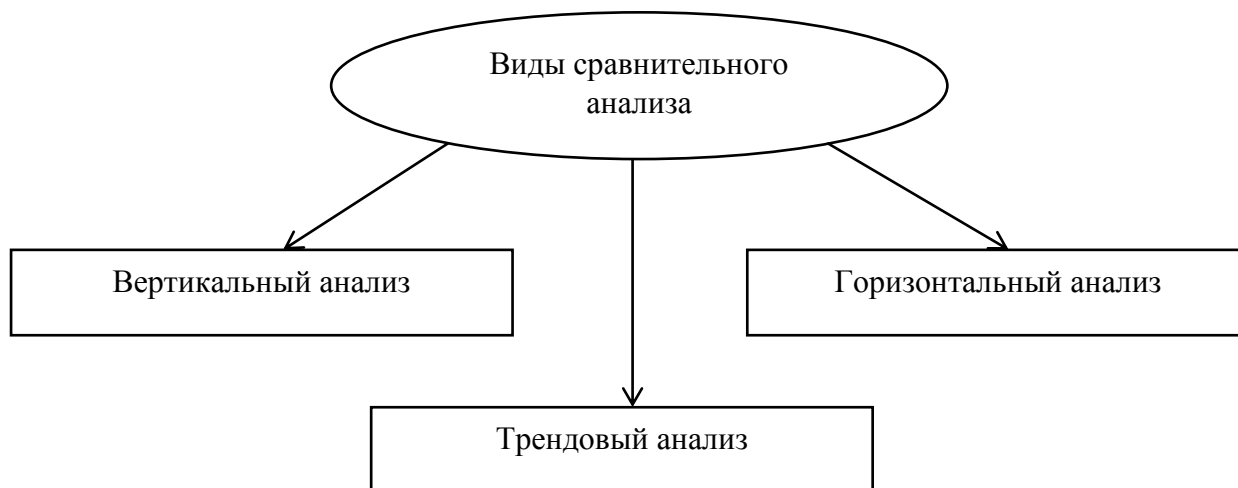 Виды сравнительного
анализа
Вертикальный анализ
Горизонтальный анализ
Трендовый анализ